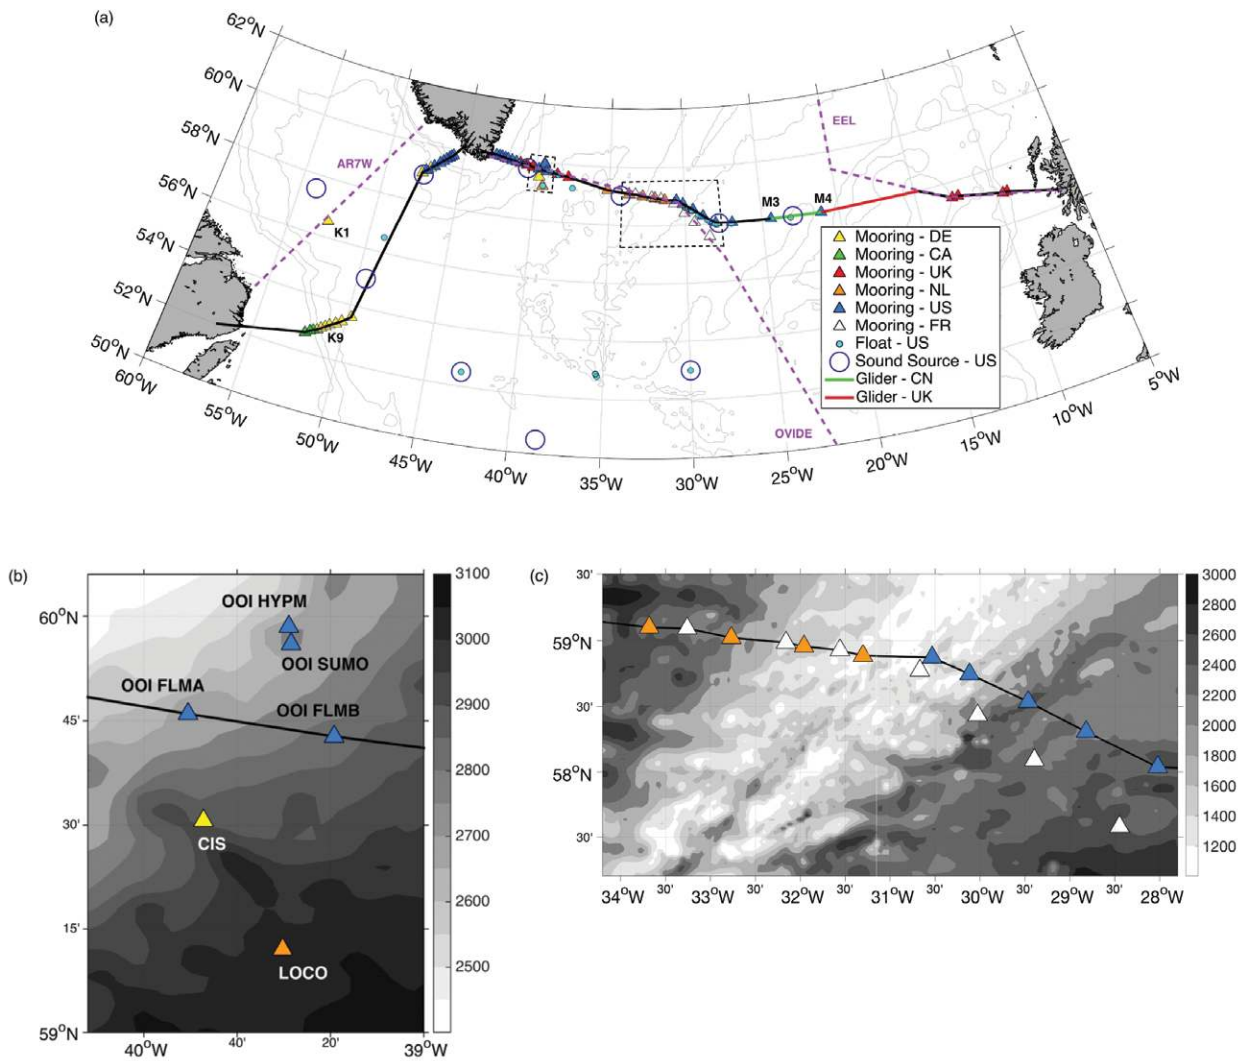 (a)
62°N
60°N
58°N
56°N
54°N
52°N
50°N
60°W
55°W
50°W
45°W
40°W
35°W
30°W
25°W
20°W
15°W
10°W
5°W
AR7W
EEL
OVIDE
K1
K9
M3
M4
Mooring - DE
Mooring - CA
Mooring - UK
Mooring - NL
Mooring - US
Mooring - FR
Float - US
Sound Source - US
Glider - CN
Glider - UK
(b)
60°N
45'
30'
15'
59°N
40°W
40'
20'
39°W
OOI HYPM
OOI SUMO
OOI FLMA
OOI FLMB
CIS
LOCO
3100
3000
2900
2800
2700
2600
2500
(c)
30'
59°N
30'
58°N
30'
34°W
30'
33°W
30'
32°W
30'
31°W
30'
30°W
30'
29°W
30'
28°W
3000
2800
2600
2400
2200
2000
1800
1600
1400
1200